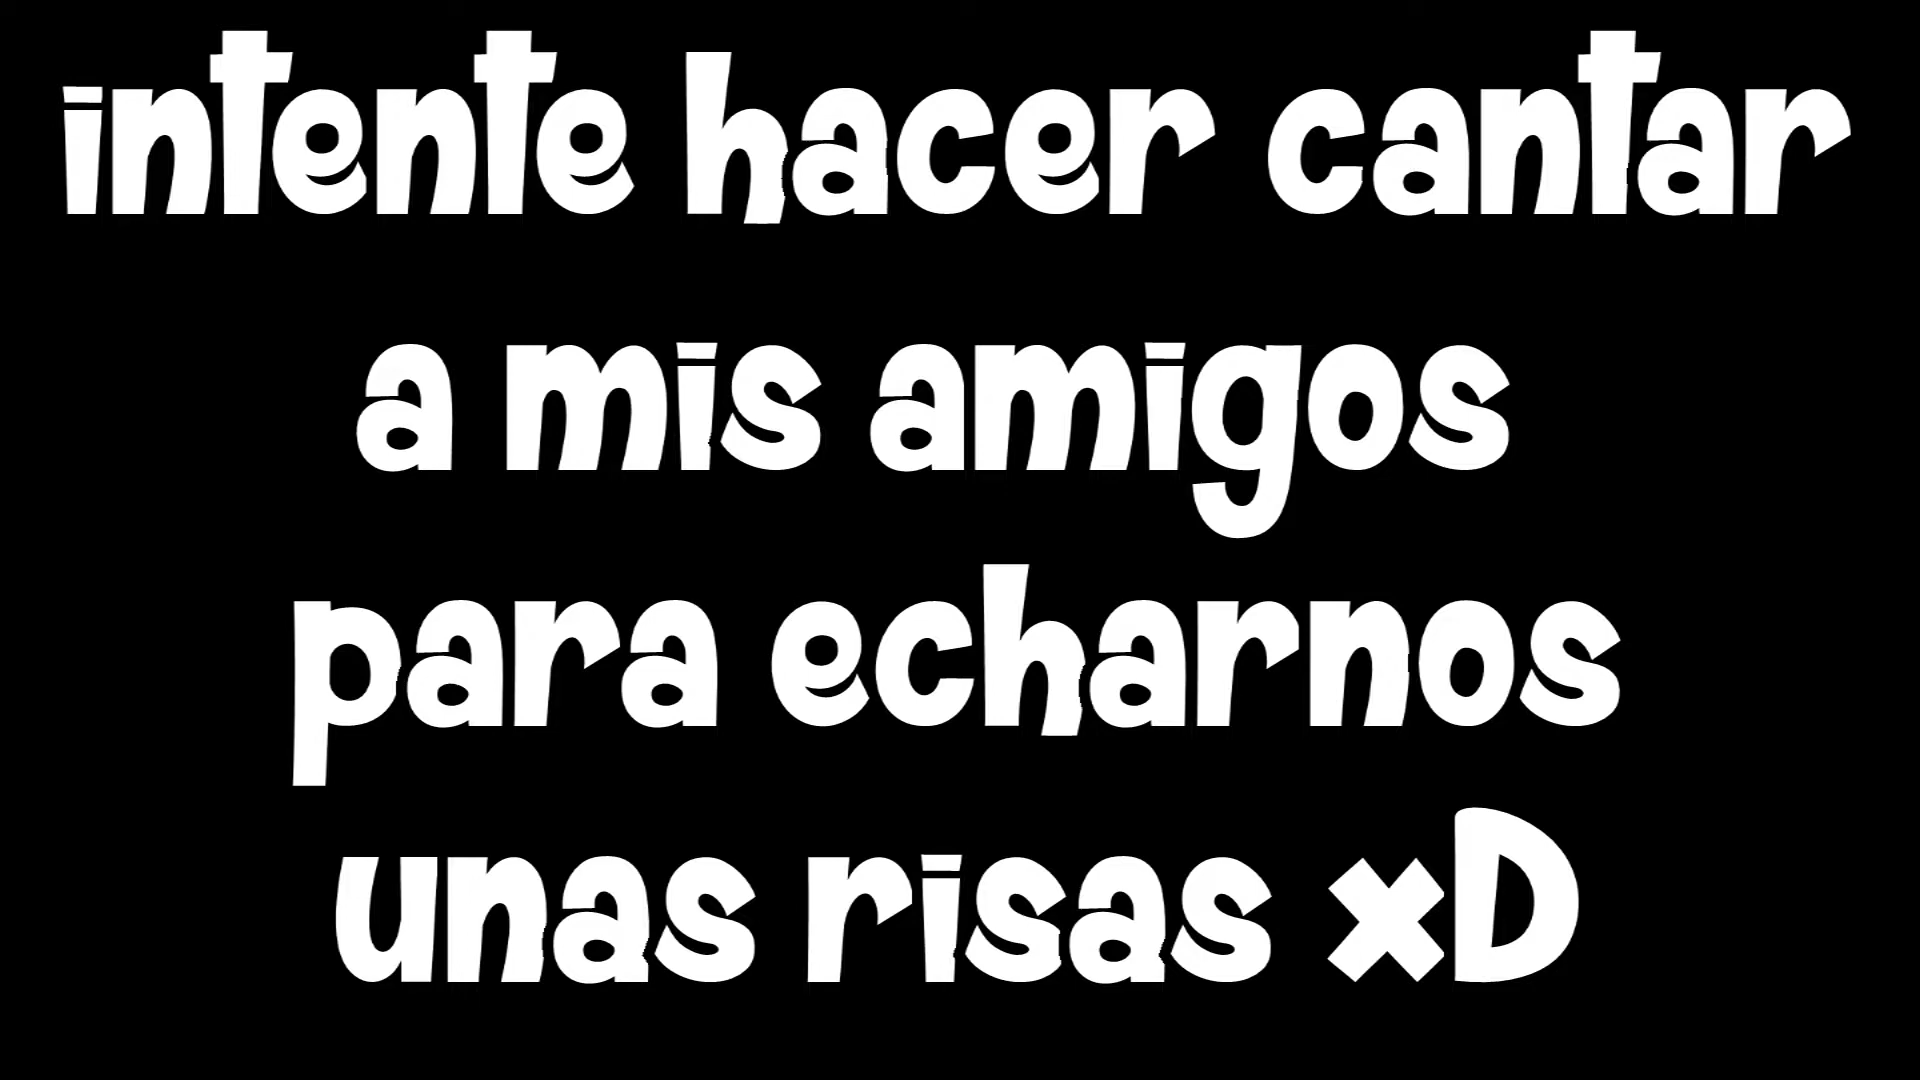 intente hacer cantar
a mis amigos
para echarnos
unas risas xD